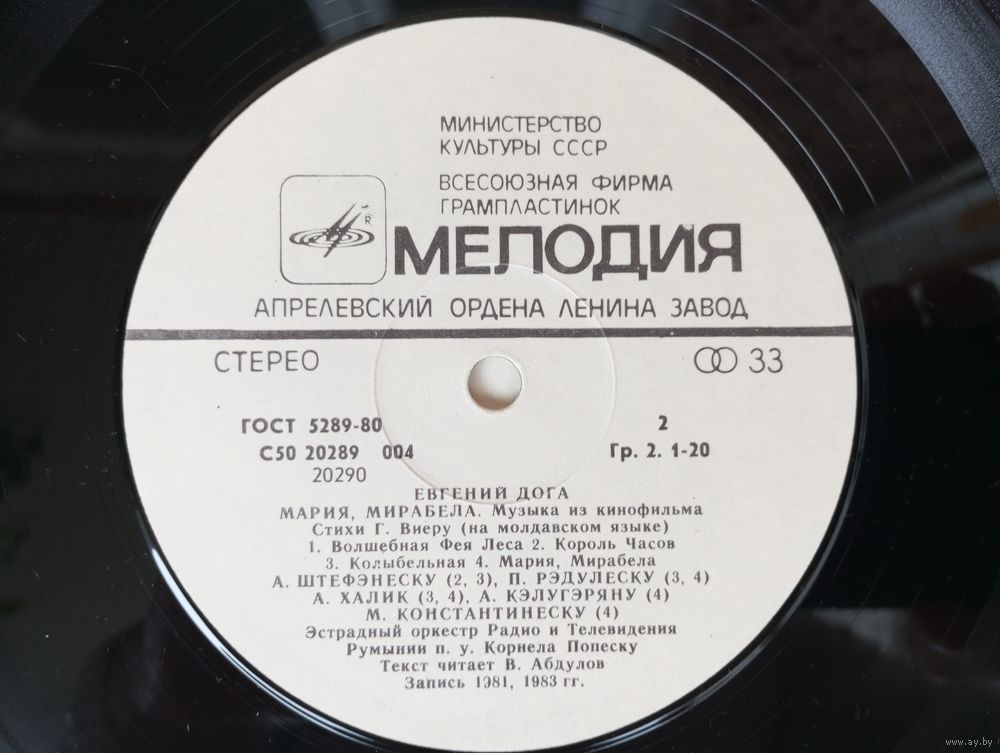 МИНИСТЕРСТВО
КУЛЬТУРЫ СССР
ВСЕСОЮЗНАЯ ФИРМА
ГРАМПЛАСТИНОК
R
МЕЛОДИЯ
АПРЕЛЕВСКИЙ ОРДЕНА ЛЕНИНА ЗАВОД
СТЕРЕО 33
ГОСТ 5289-80 2
С50 20289 004 Гр. 2. 1-20
20290
ЕВГЕНИЙ ДОГА
МАРИЯ, МИРАБЕЛА. Музыка из кинофильма
Стихи Г. Виеру (на молдавском языке)
1. Волшебная Фея Леса 2. Король Часов
3. Колыбельная 4. Мария, Мирабела
А. ШТЕФЭНЕСКУ (2, 3), П. РЭДУЛЕСКУ (3, 4)
А. ХАЛИК (3, 4), А. КЭЛУГЭРЯНУ (4)
М. КОНСТАНТИНЕСКУ (4)
Эстрадный оркестр Радио и Телевидения
Румынии п. у. Корнела Попеску
Текст читает В. Абдулов
Запись 1981, 1983 гг.
www.ay.by